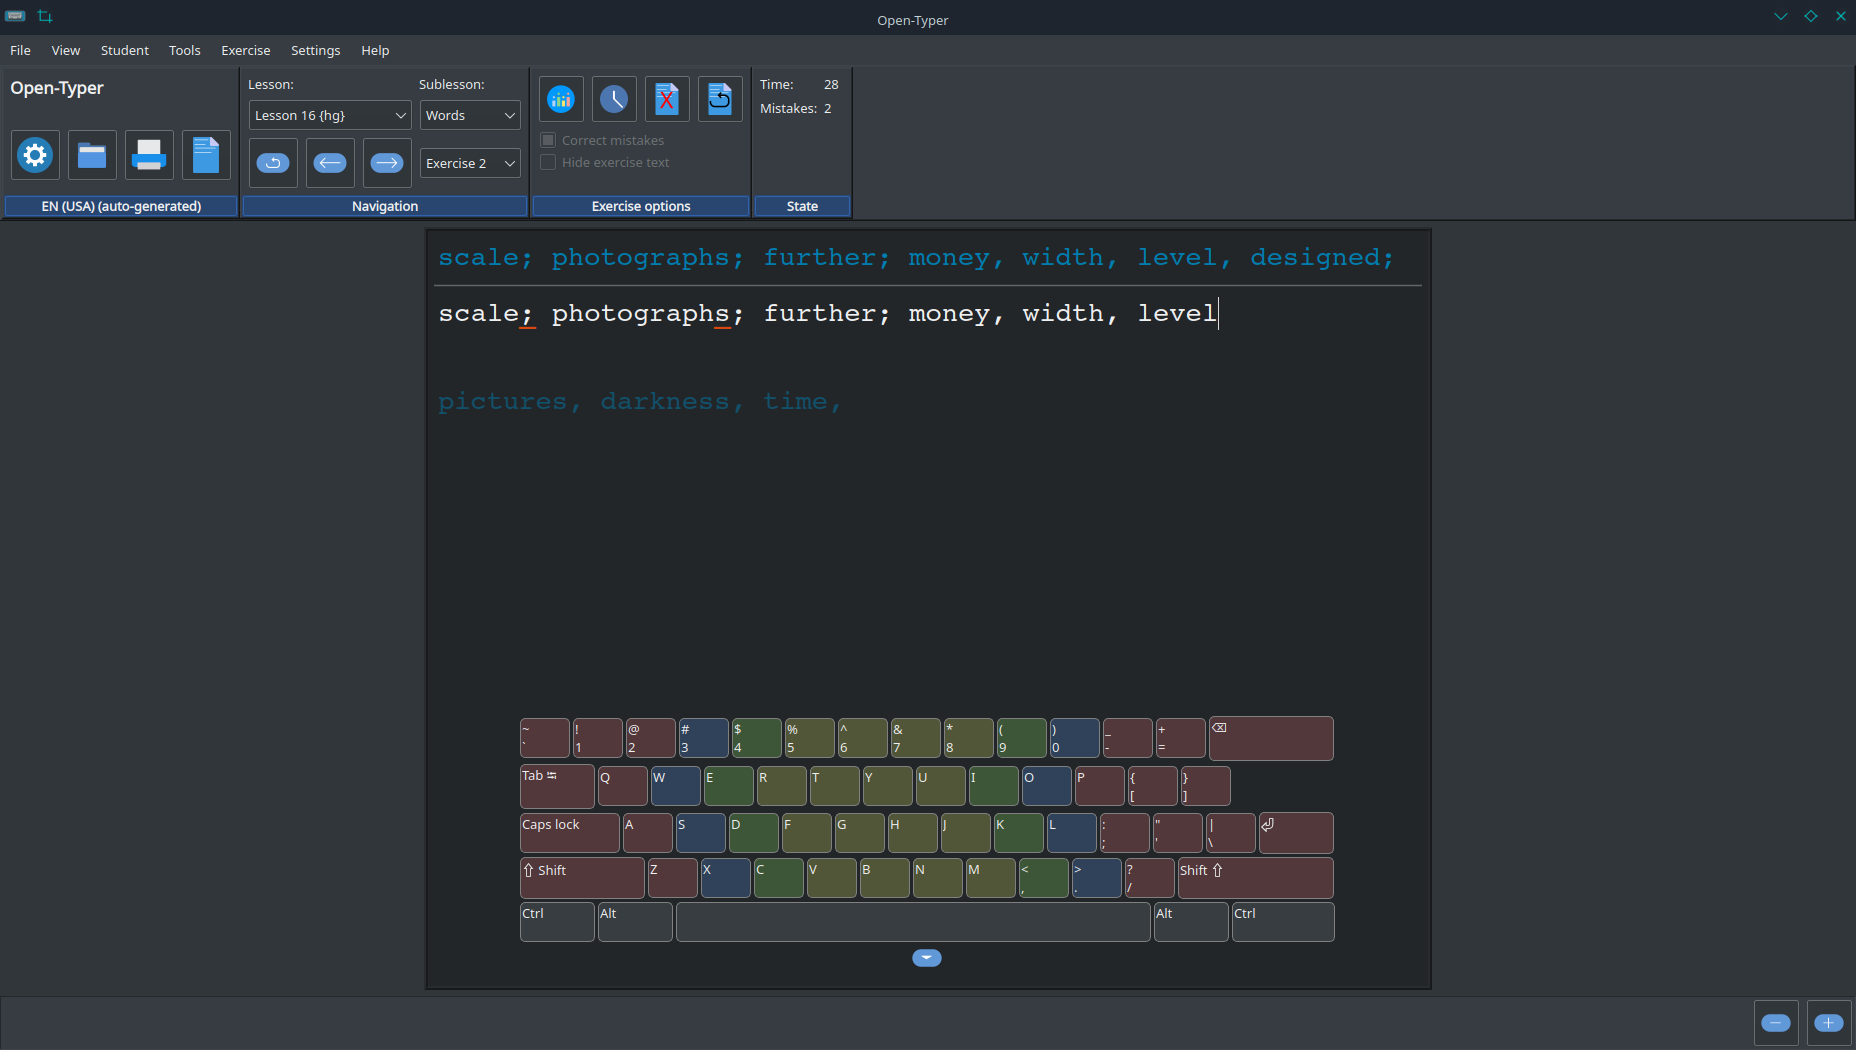 Open-Typer
File View Student Tools Exercise Settings Help
Open-Typer
EN (USA) (auto-generated)
Lesson: Sublesson:
Lesson 16 {hg} Words
Exercise 2
Navigation
Correct mistakes
Hide exercise text
Exercise options
Time: 28
Mistakes: 2
State
scale; photographs; further; money, width, level, designed;
scale; photographs; further; money, width, level
pictures, darkness, time,
~ ! @ # $ % ^ & * ( ) _ + ⌫
` 1 2 3 4 5 6 7 8 9 0 - =
Tab ↹ Q W E R T Y U I O P { }
[ ]
Caps lock A S D F G H J K L : " | ⏎
; ' \
⇧ Shift Z X C V B N M < > ? Shift ⇧
, . /
Ctrl Alt Alt Ctrl